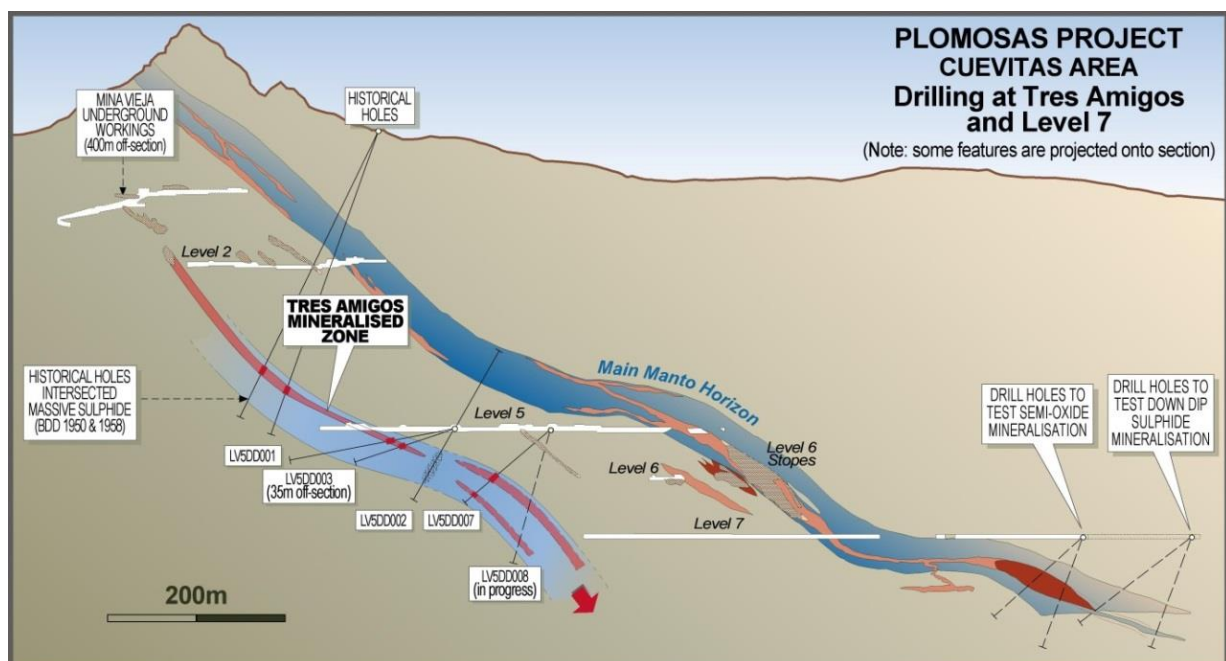 PLOMOSAS PROJECT
CUEVITAS AREA
Drilling at Tres Amigos
and Level 7
(Note: some features are projected onto section)
MINA VIEJA
UNDERGROUND
WORKINGS
(400m off-section)
HISTORICAL
HOLES
Level 2
TRES AMIGOS
MINERALISED
ZONE
HISTORICAL HOLES
INTERSECTED
MASSIVE SULPHIDE
(BDD 1950 & 1958)
Main Manto Horizon
Level 5
Level 6
Stopes
Level 6
Level 7
DRILL HOLES TO
TEST SEMI-OXIDE
MINERALISATION
DRILL HOLES TO
TEST DOWN DIP
SULPHIDE
MINERALISATION
LV5DD001
LV5DD003
(35m off-section)
LV5DD002
LV5DD007
LV5DD008
(in progress)
200m